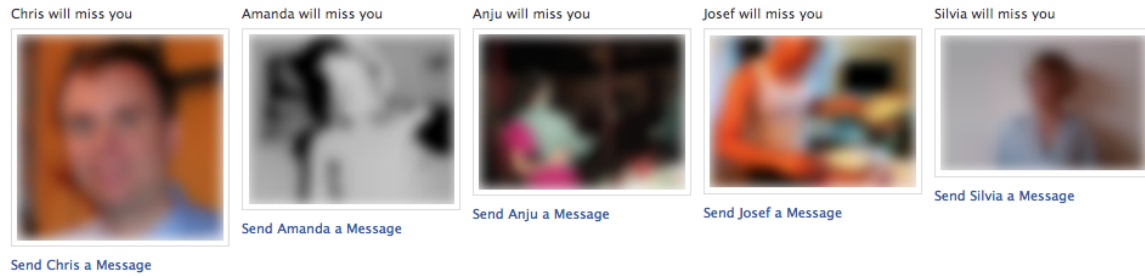 Chris will miss you
Amanda will miss you
Anju will miss you
Josef will miss you
Silvia will miss you
Send Chris a Message
Send Amanda a Message
Send Anju a Message
Send Josef a Message
Send Silvia a Message